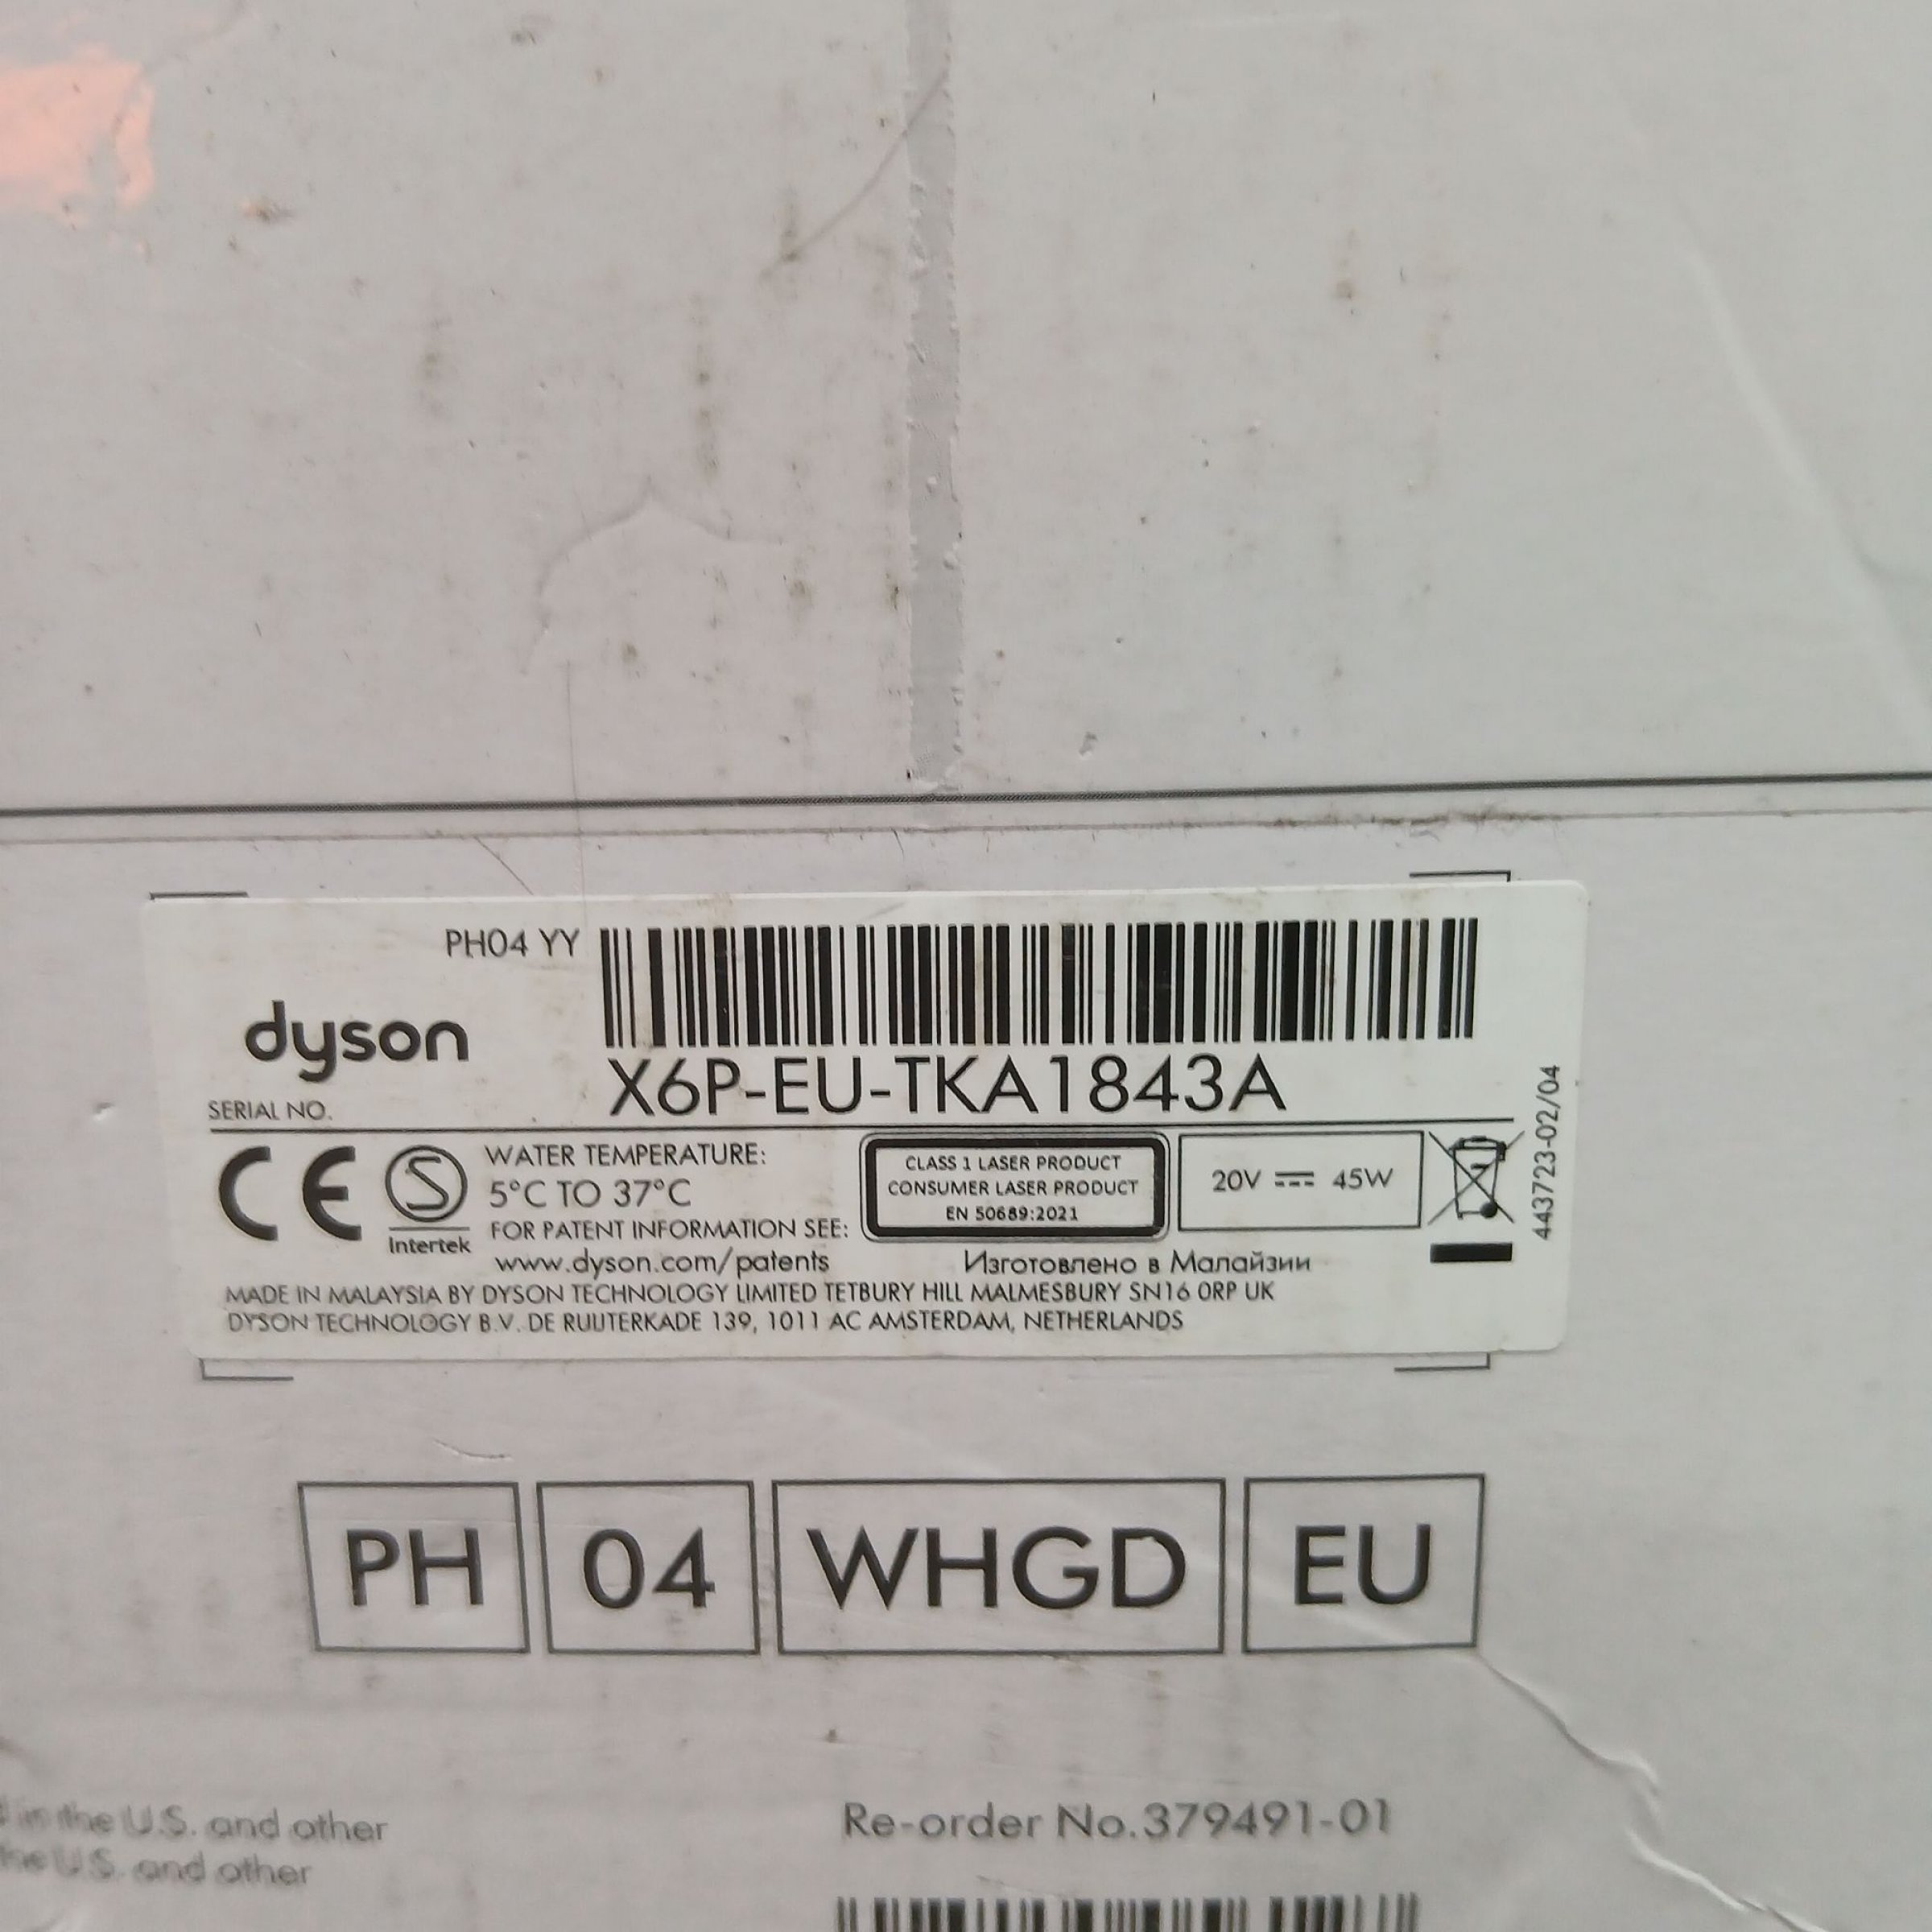 PH04 YY
dyson
SERIAL NO.
X6P-EU-TKA1843A
CE
S
Intertek
WATER TEMPERATURE:
5°C TO 37°C
FOR PATENT INFORMATION SEE:
www.dyson.com/patents
CLASS 1 LASER PRODUCT
CONSUMER LASER PRODUCT
EN 50689:2021
20V ⎓ 45W
Изготовлено в Малайзии
443723-02/04
MADE IN MALAYSIA BY DYSON TECHNOLOGY LIMITED TETBURY HILL MALMESBURY SN16 0RP UK
DYSON TECHNOLOGY B.V. DE RUIJTERKADE 139, 1011 AC AMSTERDAM, NETHERLANDS
PH 04 WHGD EU
in the U.S. and other
the U.S. and other
Re-order No.379491-01